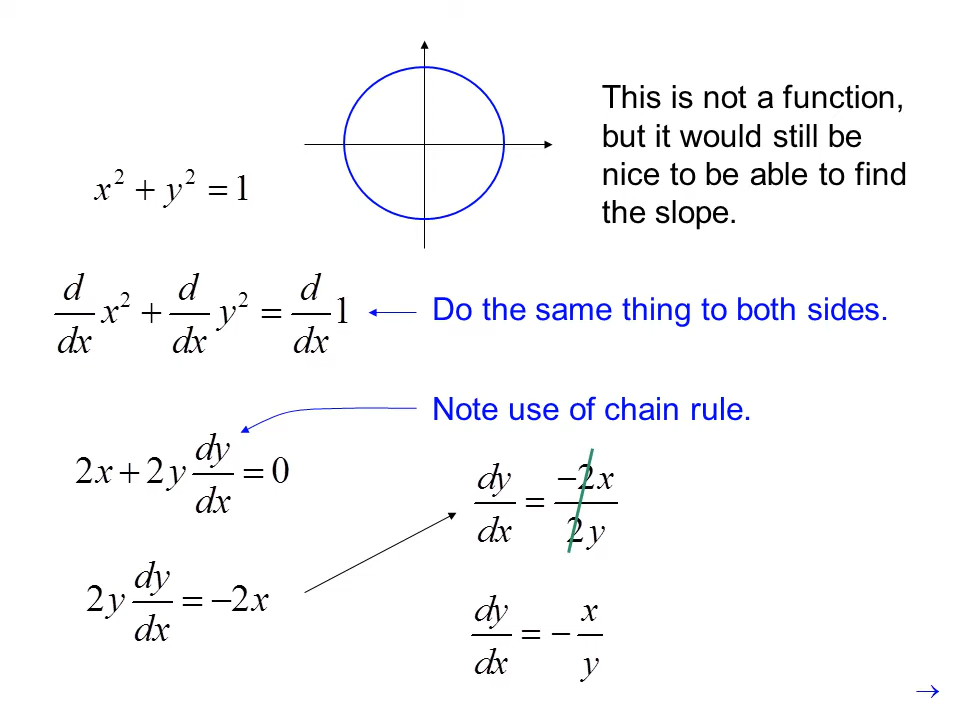 This is not a function,
but it would still be
nice to be able to find
the slope.
x² + y² = 1
d/dx x² + d/dx y² = d/dx 1
Do the same thing to both sides.
Note use of chain rule.
2x + 2y dy/dx = 0
2y dy/dx = −2x
dy/dx = −2x/2y
dy/dx = − x/y